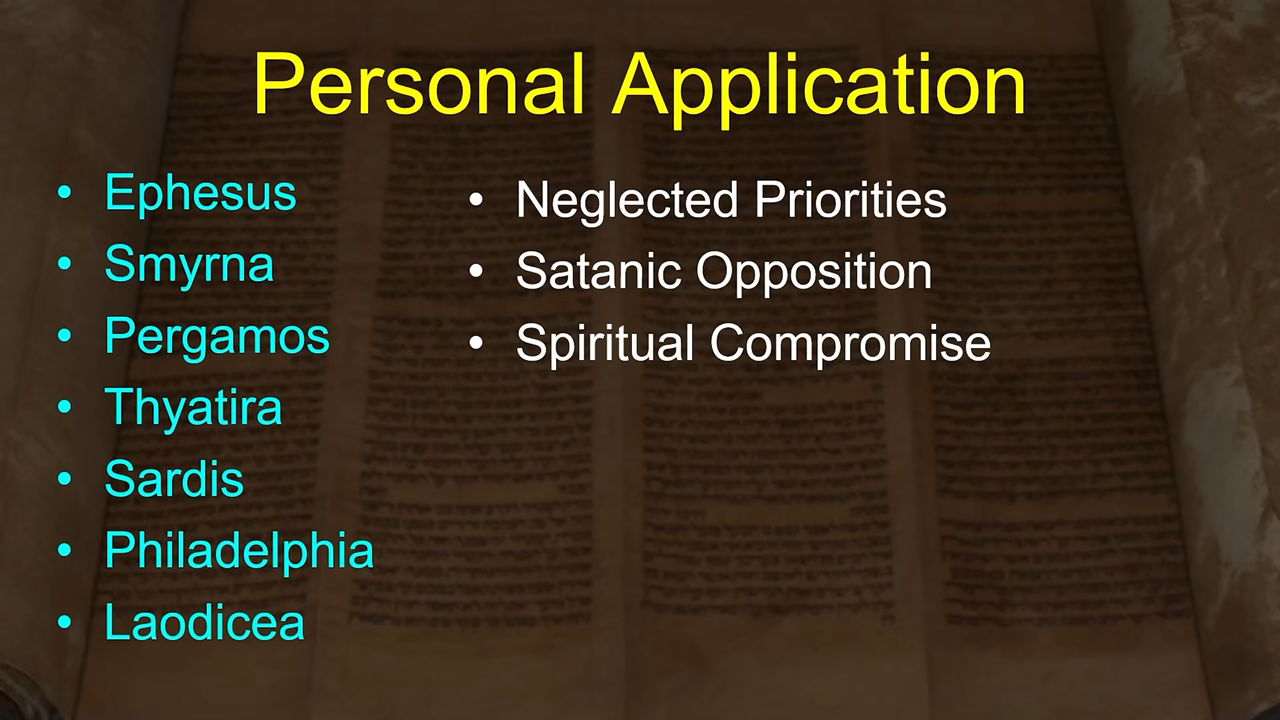 Personal Application
• Ephesus
• Smyrna
• Pergamos
• Thyatira
• Sardis
• Philadelphia
• Laodicea
• Neglected Priorities
• Satanic Opposition
• Spiritual Compromise